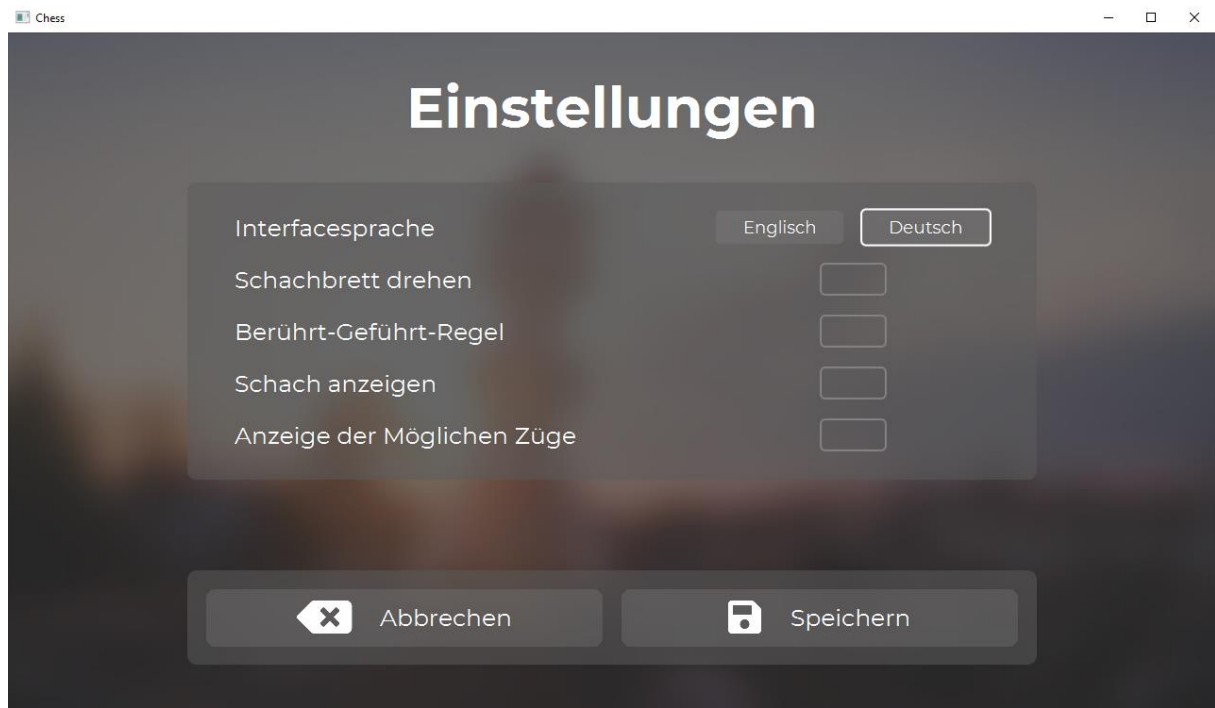 Chess
Einstellungen
Interfacesprache Englisch Deutsch
Schachbrett drehen
Berührt-Geführt-Regel
Schach anzeigen
Anzeige der Möglichen Züge
Abbrechen Speichern